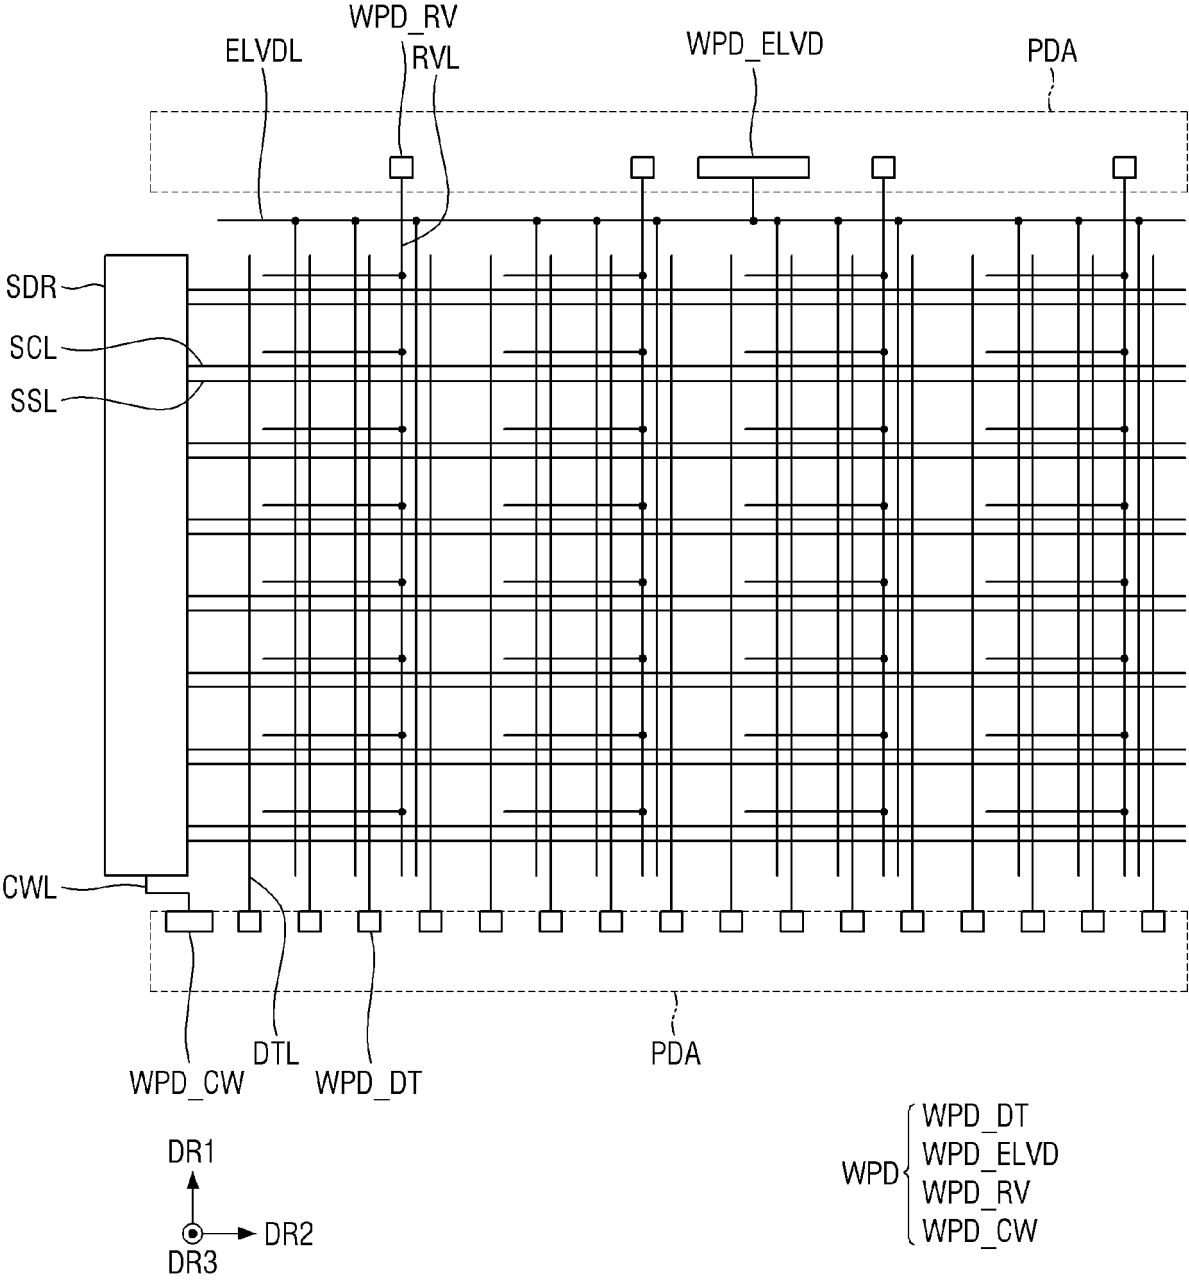 WPD_RV
ELVDL
RVL
WPD_ELVD
PDA
SDR
SCL
SSL
CWL
DTL
PDA
WPD_CW
WPD_DT
WPD
WPD_DT
WPD_ELVD
WPD_RV
WPD_CW
DR1
DR2
DR3